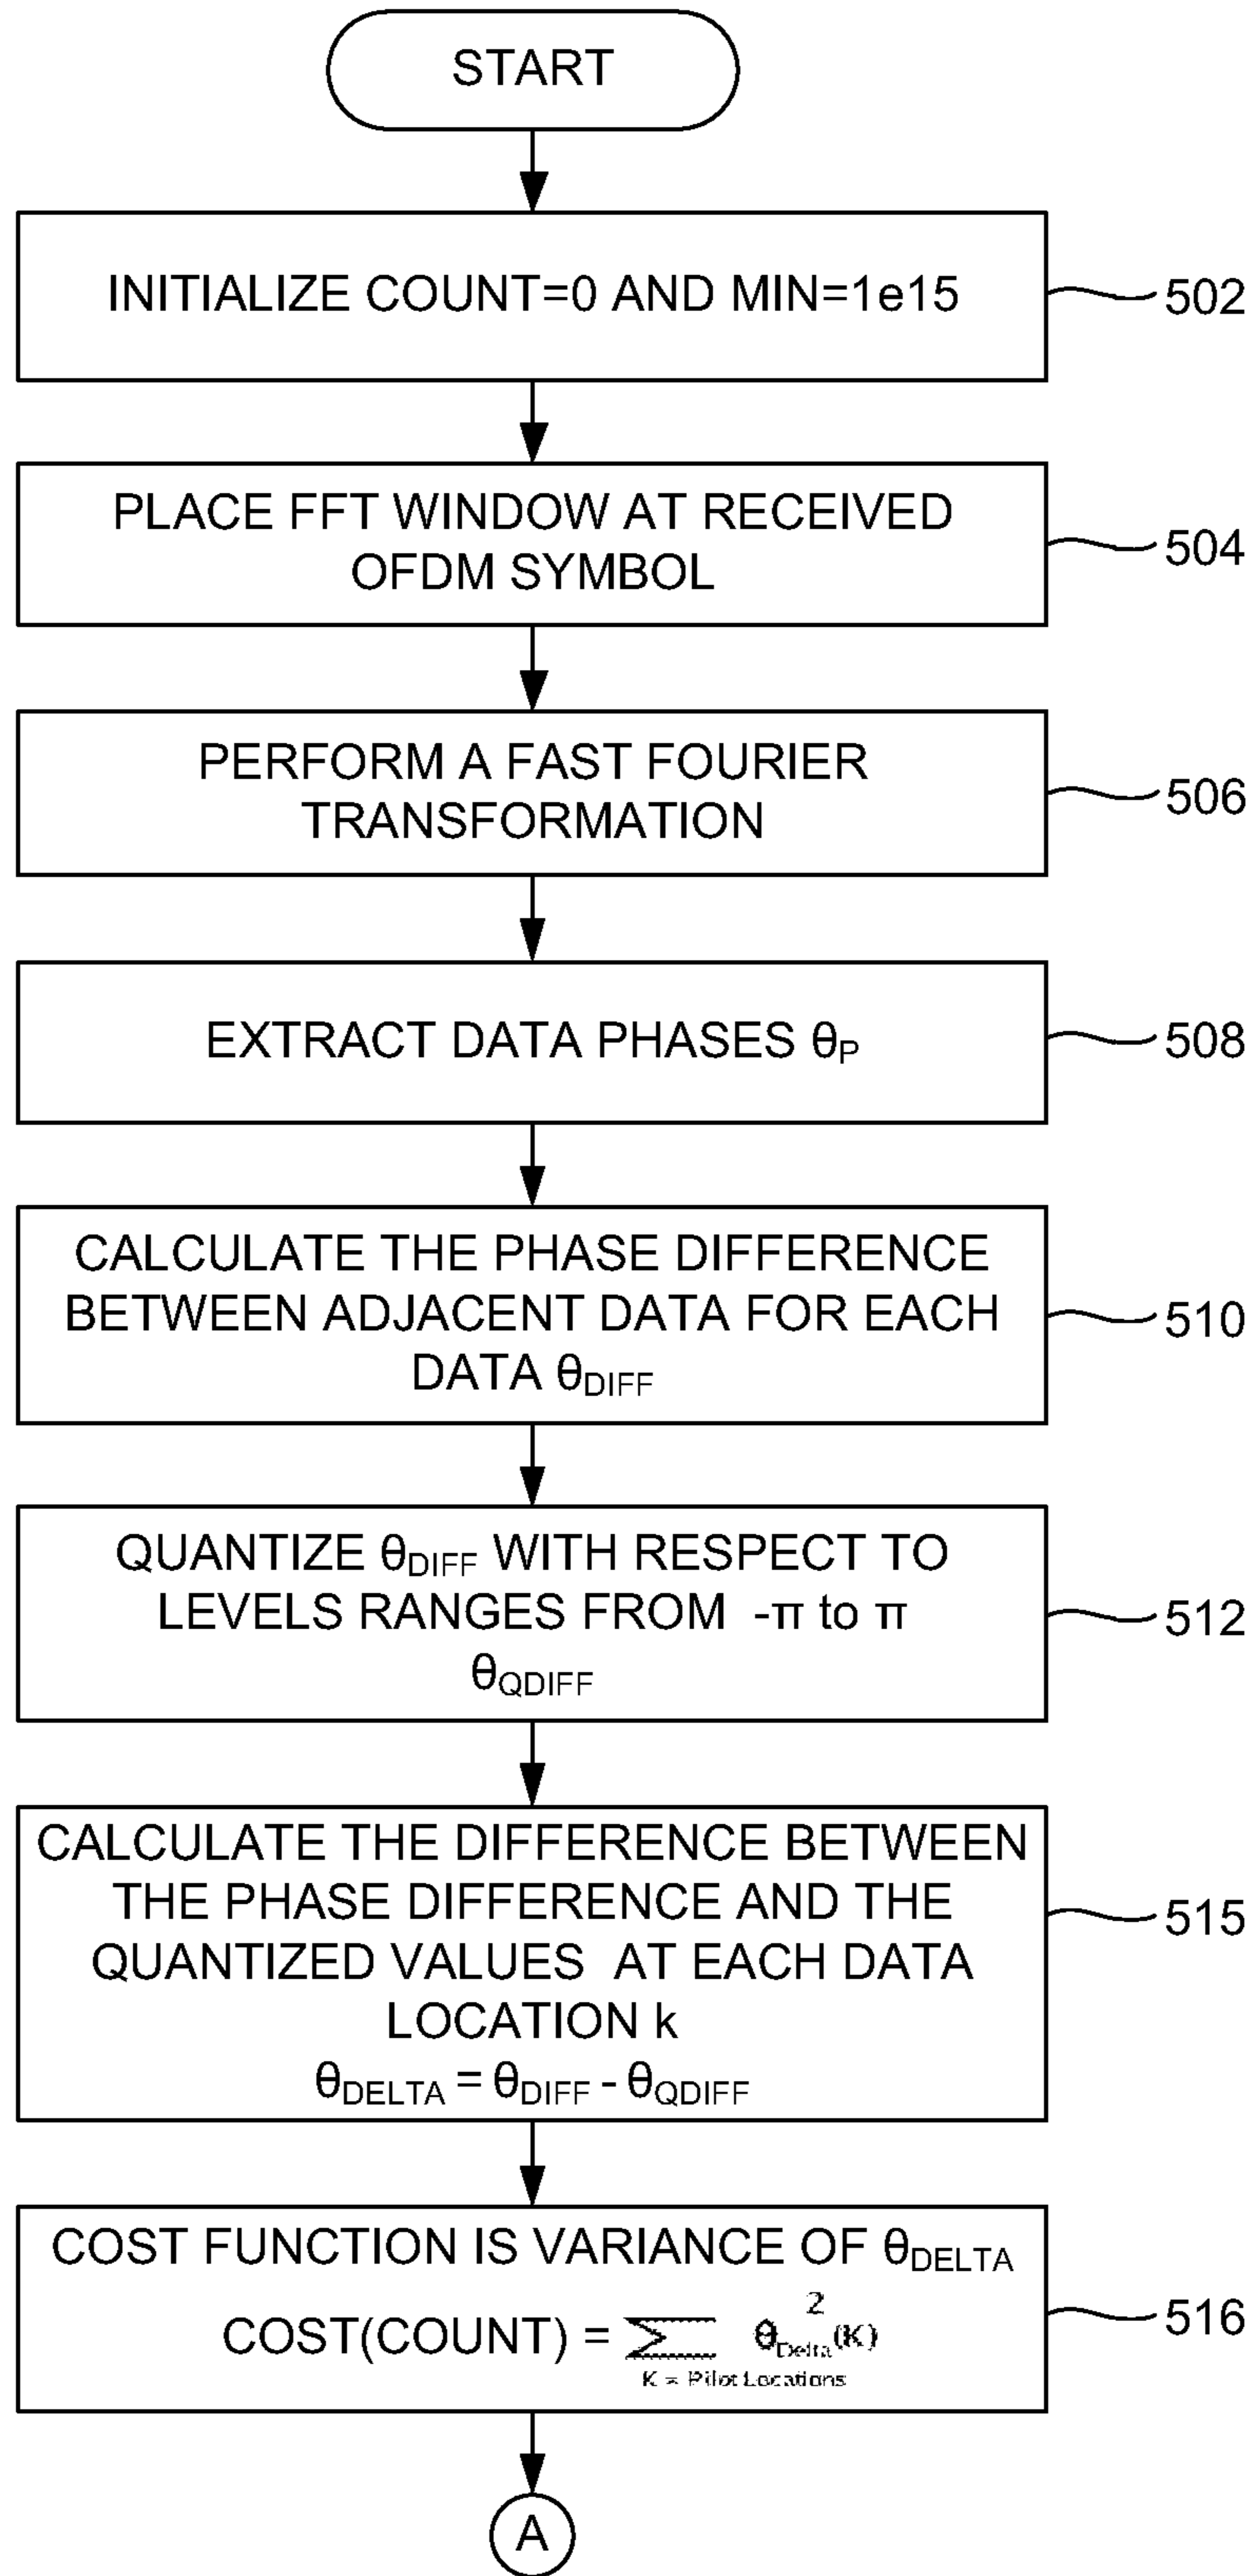 START
INITIALIZE COUNT=0 AND MIN=1e15
502
PLACE FFT WINDOW AT RECEIVED
OFDM SYMBOL
504
PERFORM A FAST FOURIER
TRANSFORMATION
506
EXTRACT DATA PHASES θP
508
CALCULATE THE PHASE DIFFERENCE
BETWEEN ADJACENT DATA FOR EACH
DATA θDIFF
510
QUANTIZE θDIFF WITH RESPECT TO
LEVELS RANGES FROM -π to π
θQDIFF
512
CALCULATE THE DIFFERENCE BETWEEN
THE PHASE DIFFERENCE AND THE
QUANTIZED VALUES AT EACH DATA
LOCATION k
θDELTA = θDIFF - θQDIFF
515
COST FUNCTION IS VARIANCE OF θDELTA
COST(COUNT) = ∑ θDelta²(K)
K = Pilot Locations
516
A